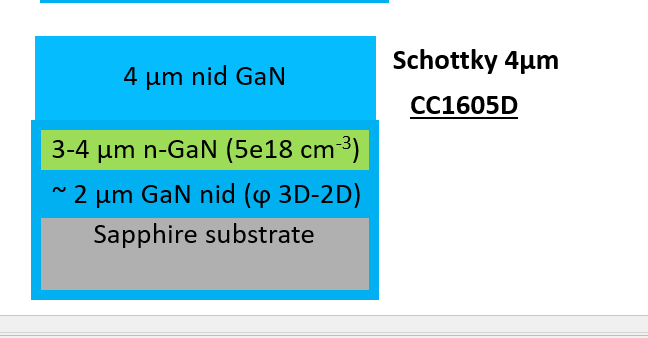 4 μm nid GaN
Schottky 4μm
CC1605D
3-4 μm n-GaN (5e18 cm⁻³)
~ 2 μm GaN nid (φ 3D-2D)
Sapphire substrate